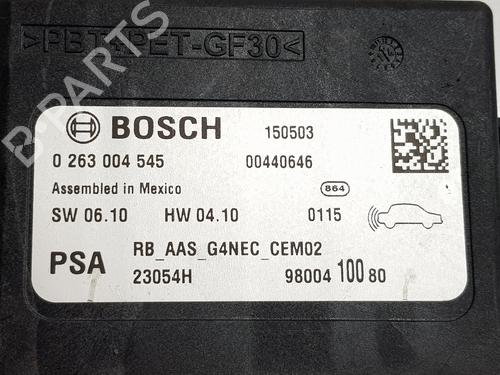 >PBT+PET-GF30<
BOSCH 150503
0 263 004 545 00440646
Assembled in Mexico 864
SW 06.10 HW 04.10 0115
PSA RB_AAS_G4NEC_CEM02
23054H 98004 100 80
B-PARTS